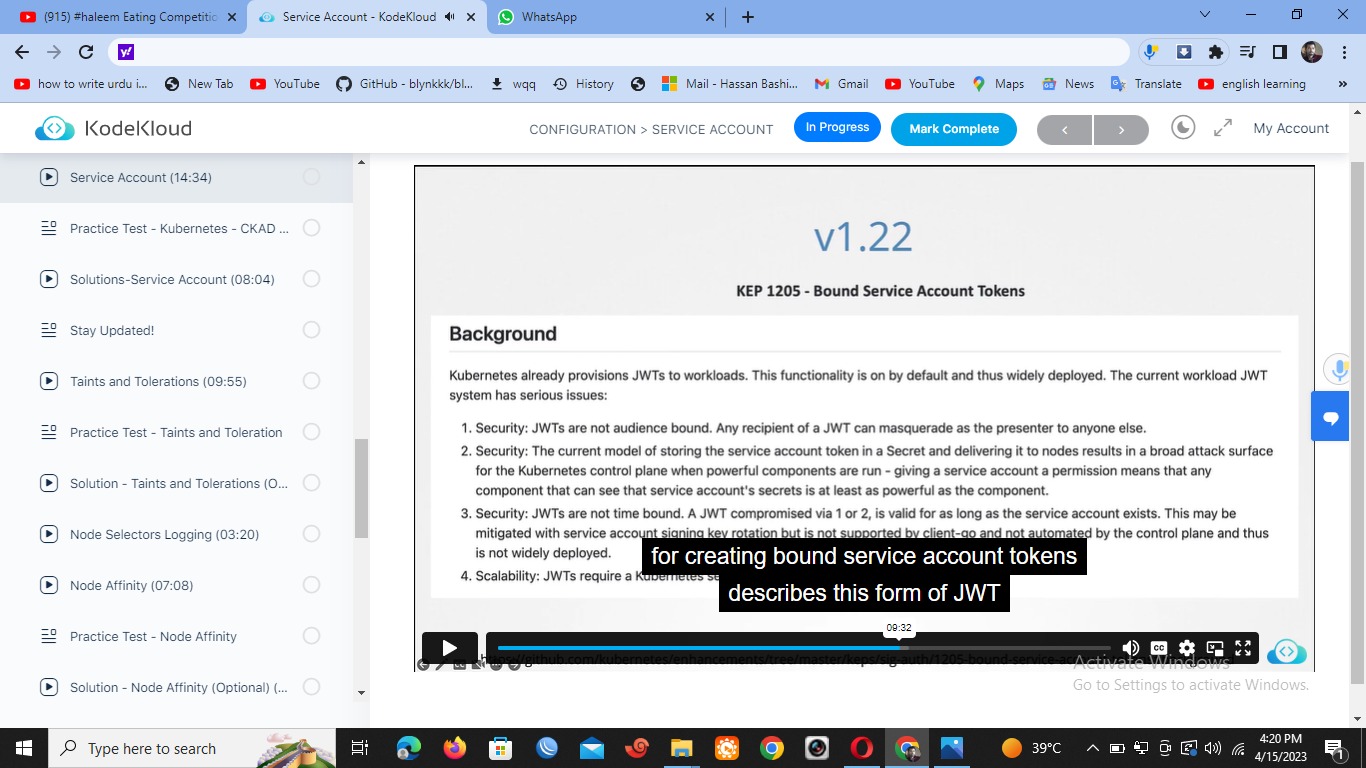 (915) #haleem Eating Competitio
Service Account - KodeKloud
WhatsApp
how to write urdu i...
New Tab
YouTube
GitHub - blynkkk/bl...
wqq
History
Mail - Hassan Bashi...
Gmail
YouTube
Maps
News
Translate
english learning
KodeKloud
CONFIGURATION > SERVICE ACCOUNT
In Progress
Mark Complete
My Account
Service Account (14:34)
Practice Test - Kubernetes - CKAD ...
Solutions-Service Account (08:04)
Stay Updated!
Taints and Tolerations (09:55)
Practice Test - Taints and Toleration
Solution - Taints and Tolerations (O...
Node Selectors Logging (03:20)
Node Affinity (07:08)
Practice Test - Node Affinity
Solution - Node Affinity (Optional) (...
v1.22
KEP 1205 - Bound Service Account Tokens
Background
Kubernetes already provisions JWTs to workloads. This functionality is on by default and thus widely deployed. The current workload JWT
system has serious issues:
1. Security: JWTs are not audience bound. Any recipient of a JWT can masquerade as the presenter to anyone else.
2. Security: The current model of storing the service account token in a Secret and delivering it to nodes results in a broad attack surface
for the Kubernetes control plane when powerful components are run - giving a service account a permission means that any
component that can see that service account's secrets is at least as powerful as the component.
3. Security: JWTs are not time bound. A JWT compromised via 1 or 2, is valid for as long as the service account exists. This may be
mitigated with service account signing key rotation but is not supported by client-go and not automated by the control plane and thus
is not widely deployed.
4. Scalability: JWTs require a Kubernetes se
for creating bound service account tokens
describes this form of JWT
09:32
CC
https://github.com/kubernetes/enhancements/tree/master/keps/sig-auth/1205-bound-service-ac
Activate Windows
Go to Settings to activate Windows.
Type here to search
39°C
4:20 PM
4/15/2023
1